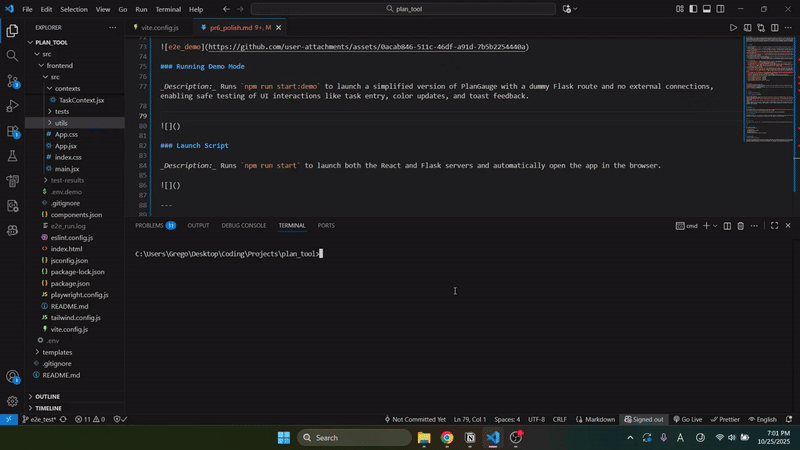 File Edit Selection View Go Run Terminal Help
plan_tool
EXPLORER
PLAN_TOOL
src
frontend
src
contexts
TaskContext.jsx
tests
utils
App.css
App.jsx
index.css
main.jsx
test-results
.env.demo
.gitignore
components.json
e2e_run.log
eslint.config.js
index.html
jsconfig.json
package-lock.json
package.json
playwright.config.js
README.md
tailwind.config.js
vite.config.js
.env
templates
.gitignore
README.md
OUTLINE
TIMELINE
vite.config.js
pr6_polish.md 9+, M
73 ![e2e_demo](https://github.com/user-attachments/assets/0acab846-511c-46df-a91d-7b5b2254440a)
74
75 ### Running Demo Mode
76
77 _Description:_ Runs `npm run start:demo` to launch a simplified version of PlanGauge with a dummy Flask route and no external connections,
enabling safe testing of UI interactions like task entry, color updates, and toast feedback.
78
79
80 ![]()
81
82 ### Launch Script
83
84 _Description:_ Runs `npm run start` to launch both the React and Flask servers and automatically open the app in the browser.
85
86 ![]()
87
88 ---
89
PROBLEMS 11 OUTPUT DEBUG CONSOLE TERMINAL PORTS
cmd
C:\Users\Grego\Desktop\Coding\Projects\plan_tool>
e2e_test* 11 0
Not Committed Yet Ln 79, Col 1 Spaces: 4 UTF-8 CRLF Markdown Signed out Go Live Prettier English
Search
7:01 PM
10/25/2025